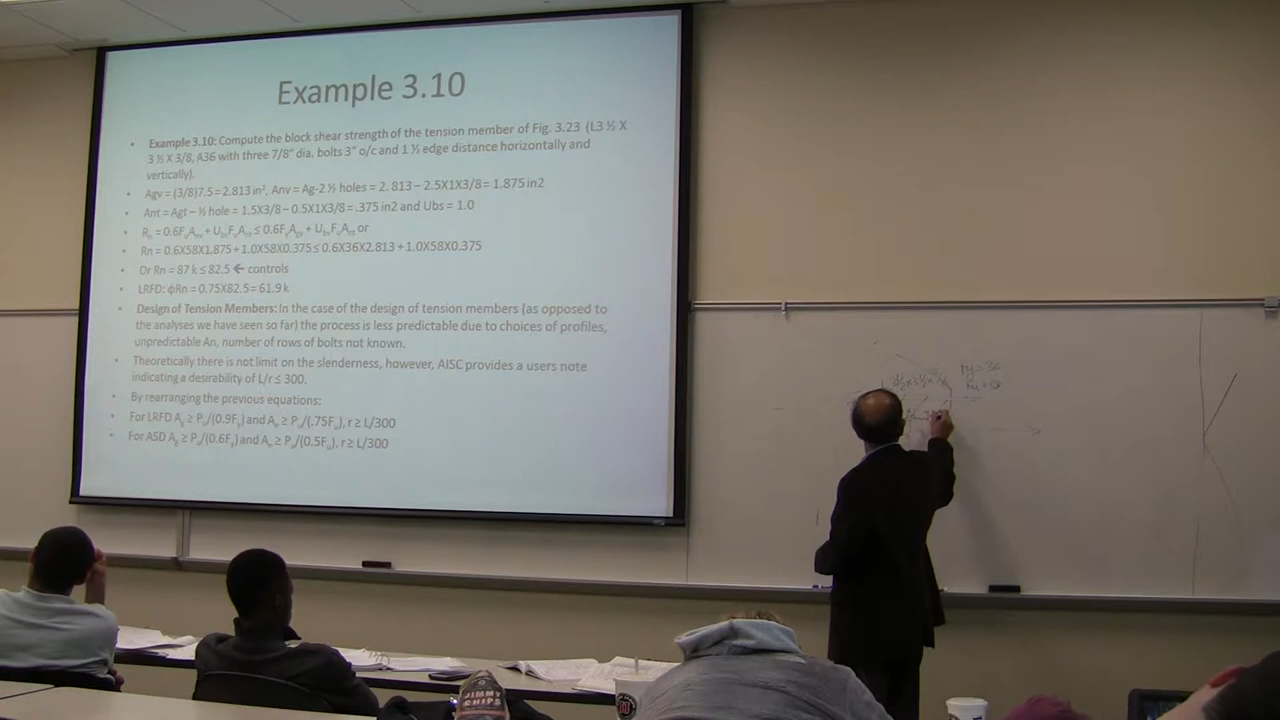 Example 3.10
• Example 3.10: Compute the block shear strength of the tension member of Fig. 3.23 (L3 ½ X
3 ½ X 3/8, A36 with three 7/8" dia, bolts 3" o/c and 1 ½ edge distance horizontally and
vertically).
• Agv = (3/8)7.5 = 2.813 in², Anv = Ag-2 ½ holes = 2. 813 – 2.5X1X3/8= 1.875 in2
• Ant = Agt – ½ hole = 1.5X3/8 – 0.5X1X3/8= .375 in2 and Ubs = 1.0
• Rₙ = 0.6FᵤAₙᵥ + UbsFᵤAₙₜ ≤ 0.6FyAgv + UbsFᵤAₙₜ or
• Rn = 0.6X58X1.875 + 1.0X58X0.375 ≤ 0.6X36X2.813 + 1.0X58X0.375
• Or Rn = 87 k ≤ 82.5 ← controls
• LRFD: ϕRn = 0.75X82.5 = 61.9 k
• Design of Tension Members: In the case of the design of tension members (as opposed to
the analyses we have seen so far) the process is less predictable due to choices of profiles,
unpredictable An, number of rows of bolts not known.
• Theoretically there is not limit on the slenderness, however, AISC provides a users note
indicating a desirability of L/r ≤ 300.
• By rearranging the previous equations:
• For LRFD Ag ≥ Pᵤ/(0.9Fy) and Aₑ ≥ Pᵤ/(.75Fᵤ), r ≥ L/300
• For ASD Ag ≥ Pₐ/(0.6Fy) and Aₑ ≥ Pₐ/(0.5Fᵤ), r ≥ L/300
JIMMY
CHIPS